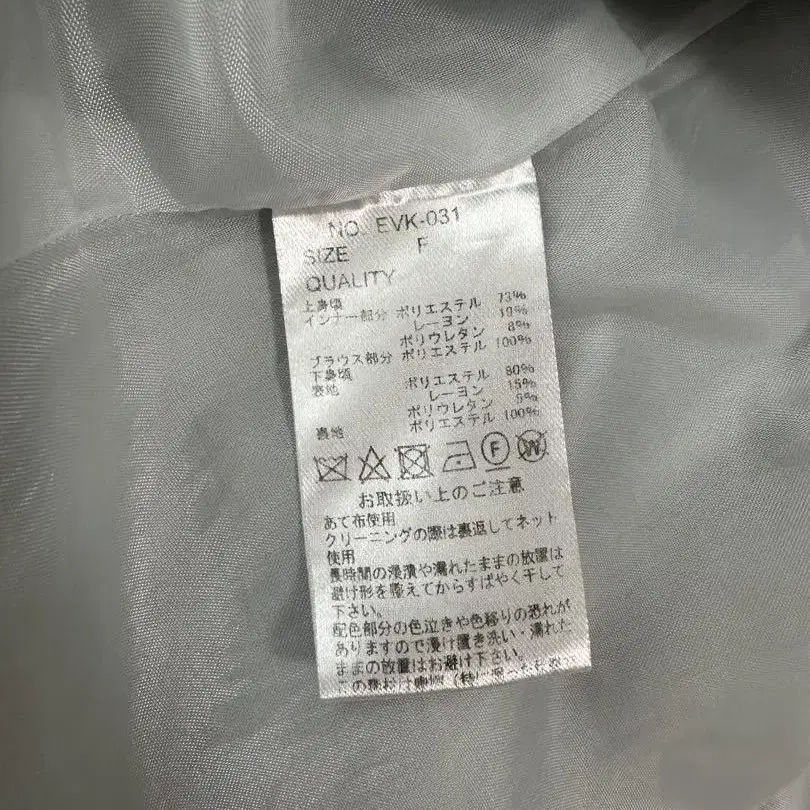 NO. EVK-031
SIZE F
QUALITY
上身頃
インナー部分 ポリエステル 73%
レーヨン 19%
ポリウレタン 8%
ブラウス部分 ポリエステル 100%
下身頃
表地 ポリエステル 80%
レーヨン 15%
ポリウレタン 5%
裏地 ポリエステル 100%
F W
お取扱い上のご注意
あて布使用
クリーニングの際は裏返してネット
使用
長時間の浸漬や濡れたままの放置は
避け形を整えてからすばやく干して
下さい。
配色部分の色泣きや色移りの恐れが
ありますので浸け置き洗い・濡れた
ままの放置はお避け下さい。